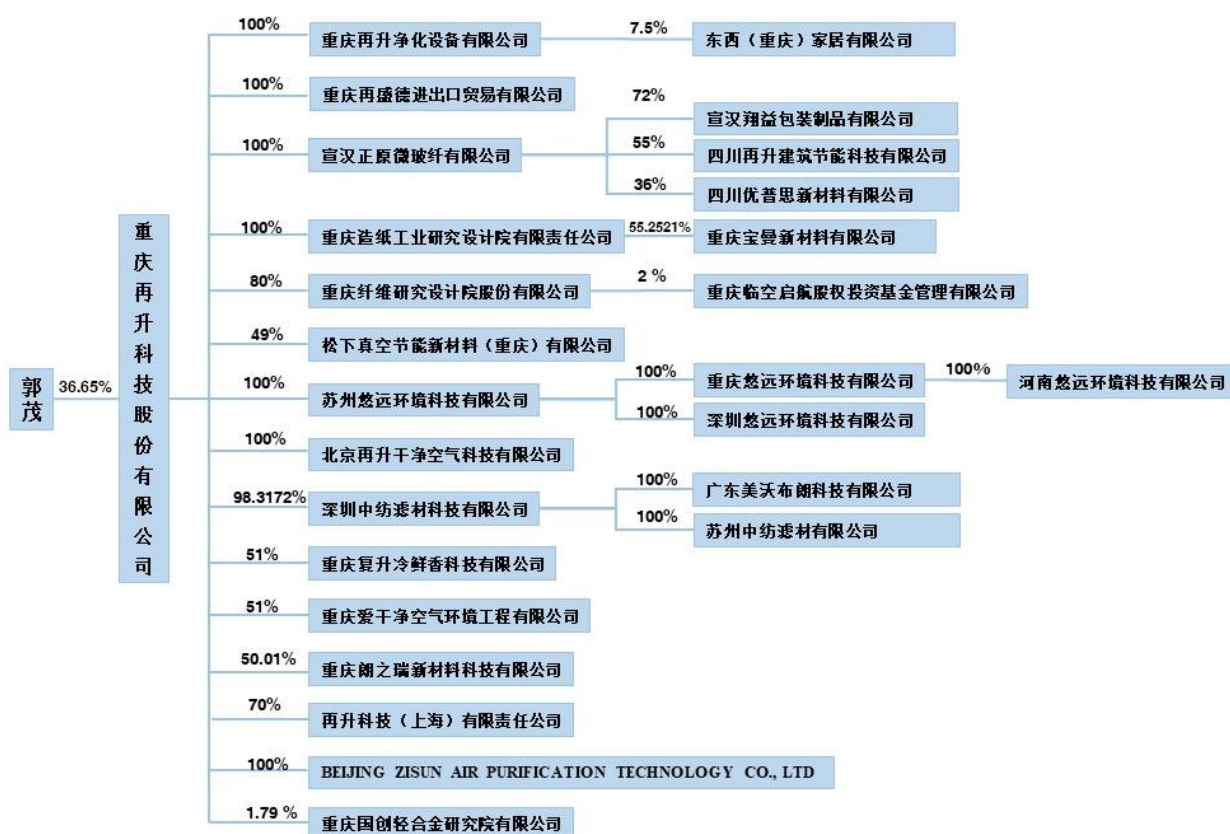 郭茂
36.65%
重庆再升科技股份有限公司
100%
重庆再升净化设备有限公司
7.5%
东西（重庆）家居有限公司
100%
重庆再盛德进出口贸易有限公司
100%
宣汉正原微玻纤有限公司
72%
宣汉翔益包装制品有限公司
55%
四川再升建筑节能科技有限公司
36%
四川优普思新材料有限公司
100%
重庆造纸工业研究设计院有限责任公司
55.2521%
重庆宝曼新材料有限公司
80%
重庆纤维研究设计院股份有限公司
2 %
重庆临空启航股权投资基金管理有限公司
49%
松下真空节能新材料（重庆）有限公司
100%
苏州悠远环境科技有限公司
100%
重庆悠远环境科技有限公司
100%
河南悠远环境科技有限公司
100%
深圳悠远环境科技有限公司
100%
北京再升干净空气科技有限公司
98.3172%
深圳中纺滤材科技有限公司
100%
广东美沃布朗科技有限公司
100%
苏州中纺滤材有限公司
51%
重庆复升冷鲜香科技有限公司
51%
重庆爱干净空气环境工程有限公司
50.01%
重庆朗之瑞新材料科技有限公司
70%
再升科技（上海）有限责任公司
100%
BEIJING ZISUN AIR PURIFICATION TECHNOLOGY CO., LTD
1.79 %
重庆国创轻合金研究院有限公司